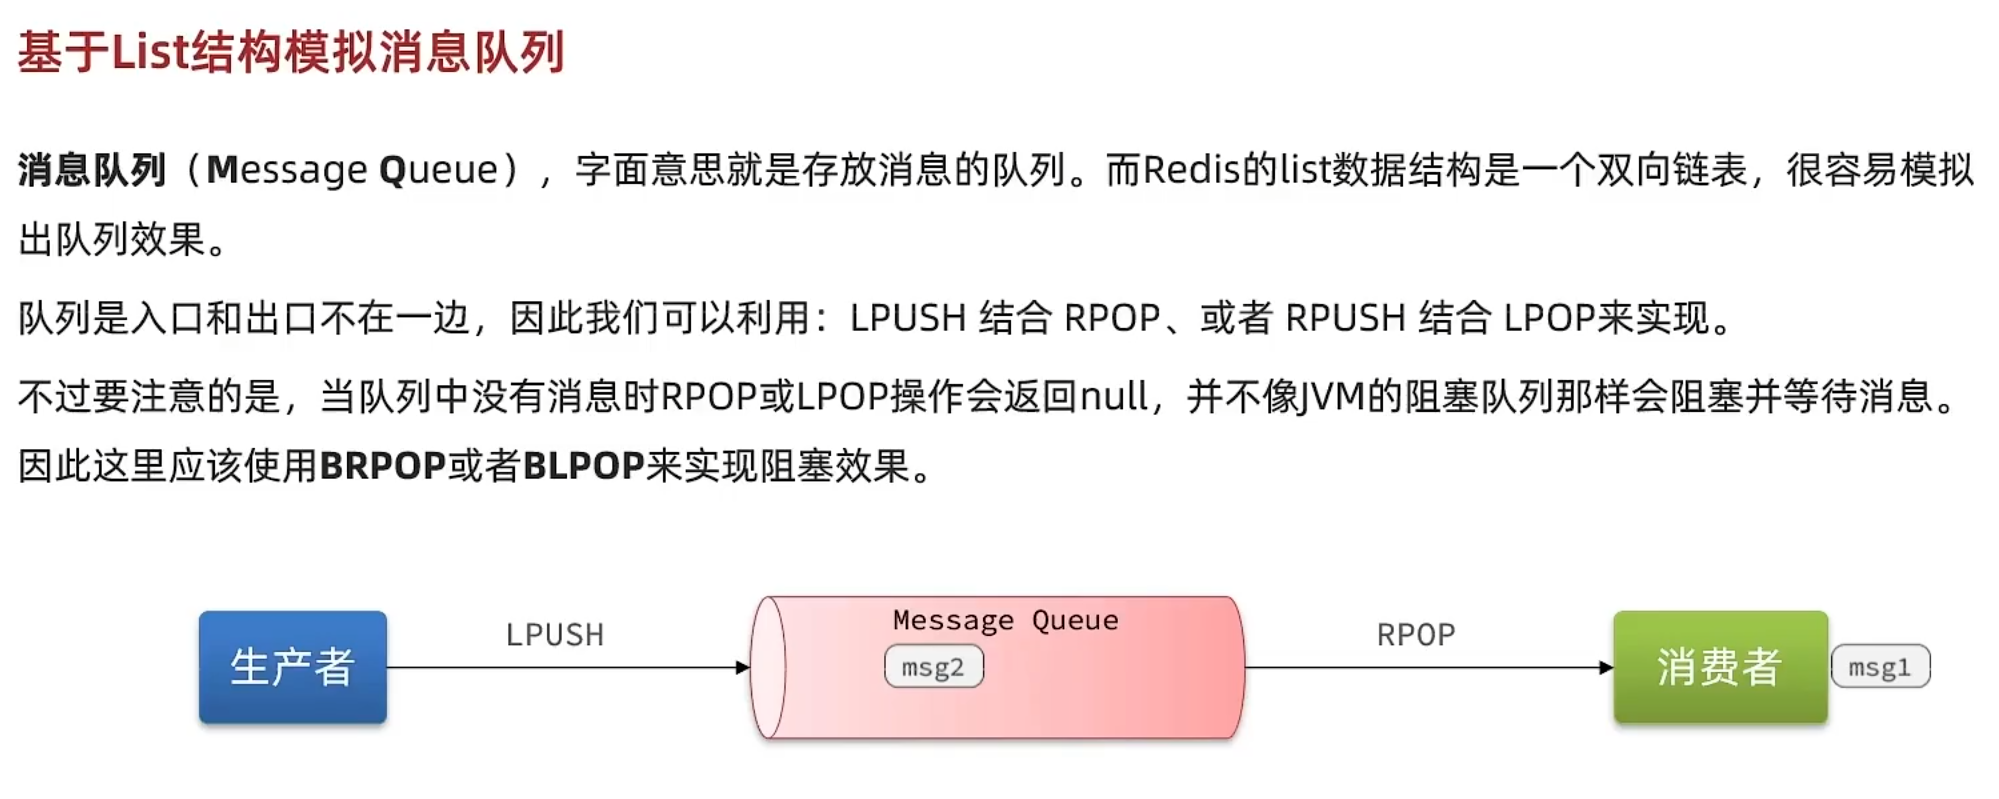 基于List结构模拟消息队列
消息队列（Message Queue），字面意思就是存放消息的队列。而Redis的list数据结构是一个双向链表，很容易模拟
出队列效果。
队列是入口和出口不在一边，因此我们可以利用：LPUSH 结合 RPOP、或者 RPUSH 结合 LPOP来实现。
不过要注意的是，当队列中没有消息时RPOP或LPOP操作会返回null，并不像JVM的阻塞队列那样会阻塞并等待消息。
因此这里应该使用BRPOP或者BLPOP来实现阻塞效果。
生产者
LPUSH
Message Queue
msg2
RPOP
消费者
msg1